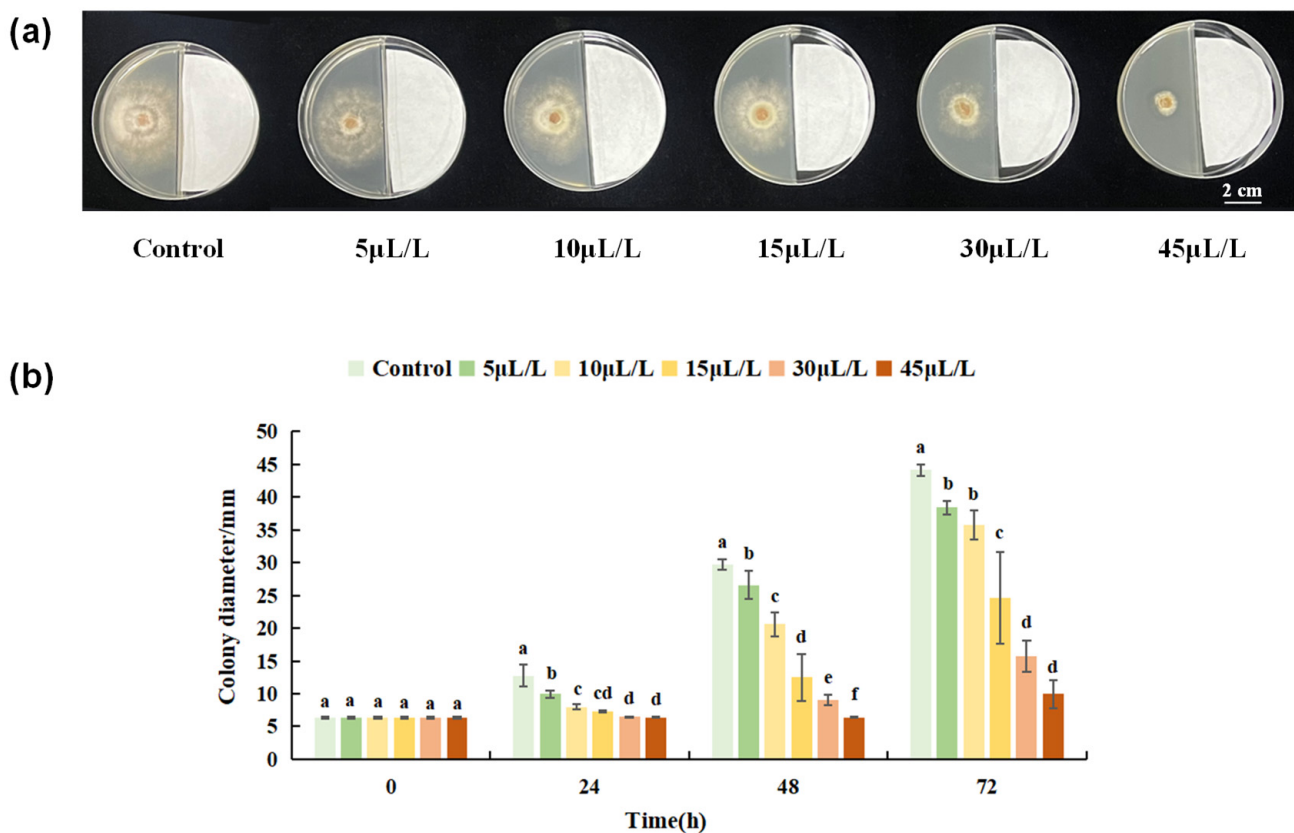 (a)
2 cm
Control 5μL/L 10μL/L 15μL/L 30μL/L 45μL/L
(b)
Control 5μL/L 10μL/L 15μL/L 30μL/L 45μL/L
Colony diameter/mm
50
45
40
35
30
25
20
15
10
5
0
a a a a a a
a b c cd d d
a b c d e f
a b b c d d
0 24 48 72
Time(h)